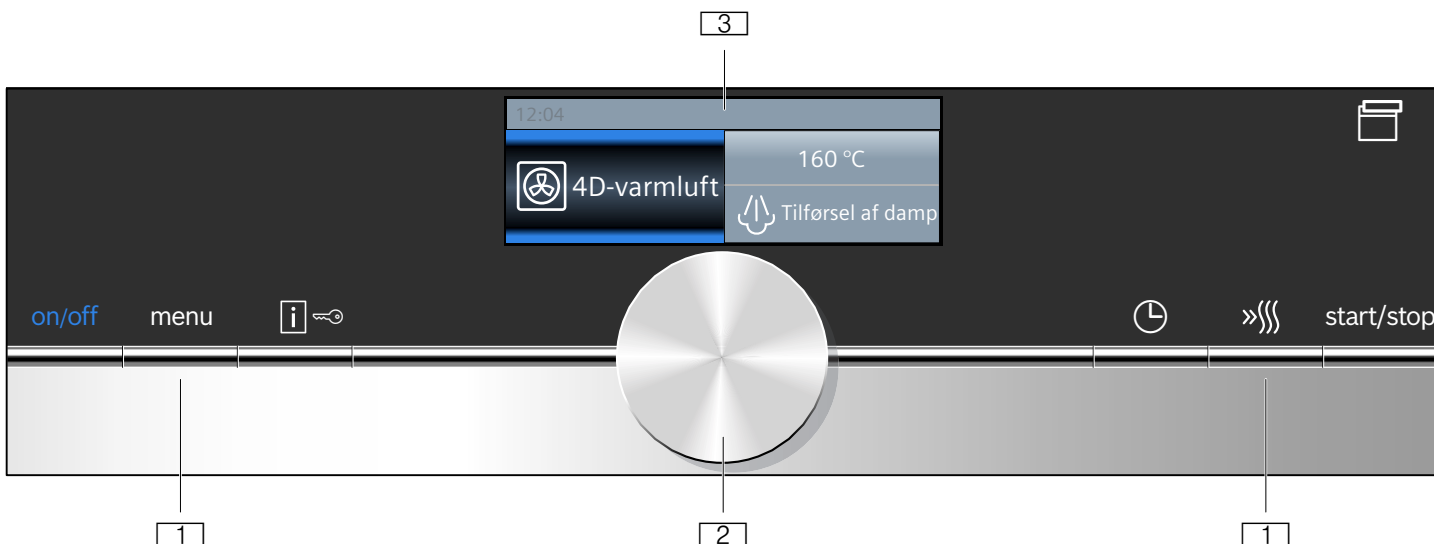 3
12:04
160 °C
4D-varmluft
Tilførsel af damp
on/off menu i start/stop
1 2 1